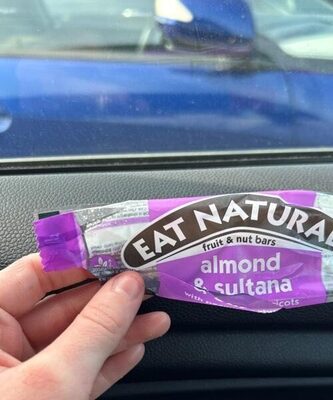 EAT NATURAL
fruit & nut bars
almond
& sultana